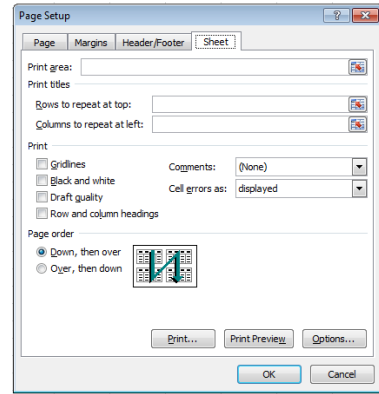 Page Setup
Page Margins Header/Footer Sheet
Print area:
Print titles
Rows to repeat at top:
Columns to repeat at left:
Print
Gridlines
Black and white
Draft quality
Row and column headings
Comments: (None)
Cell errors as: displayed
Page order
Down, then over
Over, then down
Print... Print Preview Options...
OK Cancel